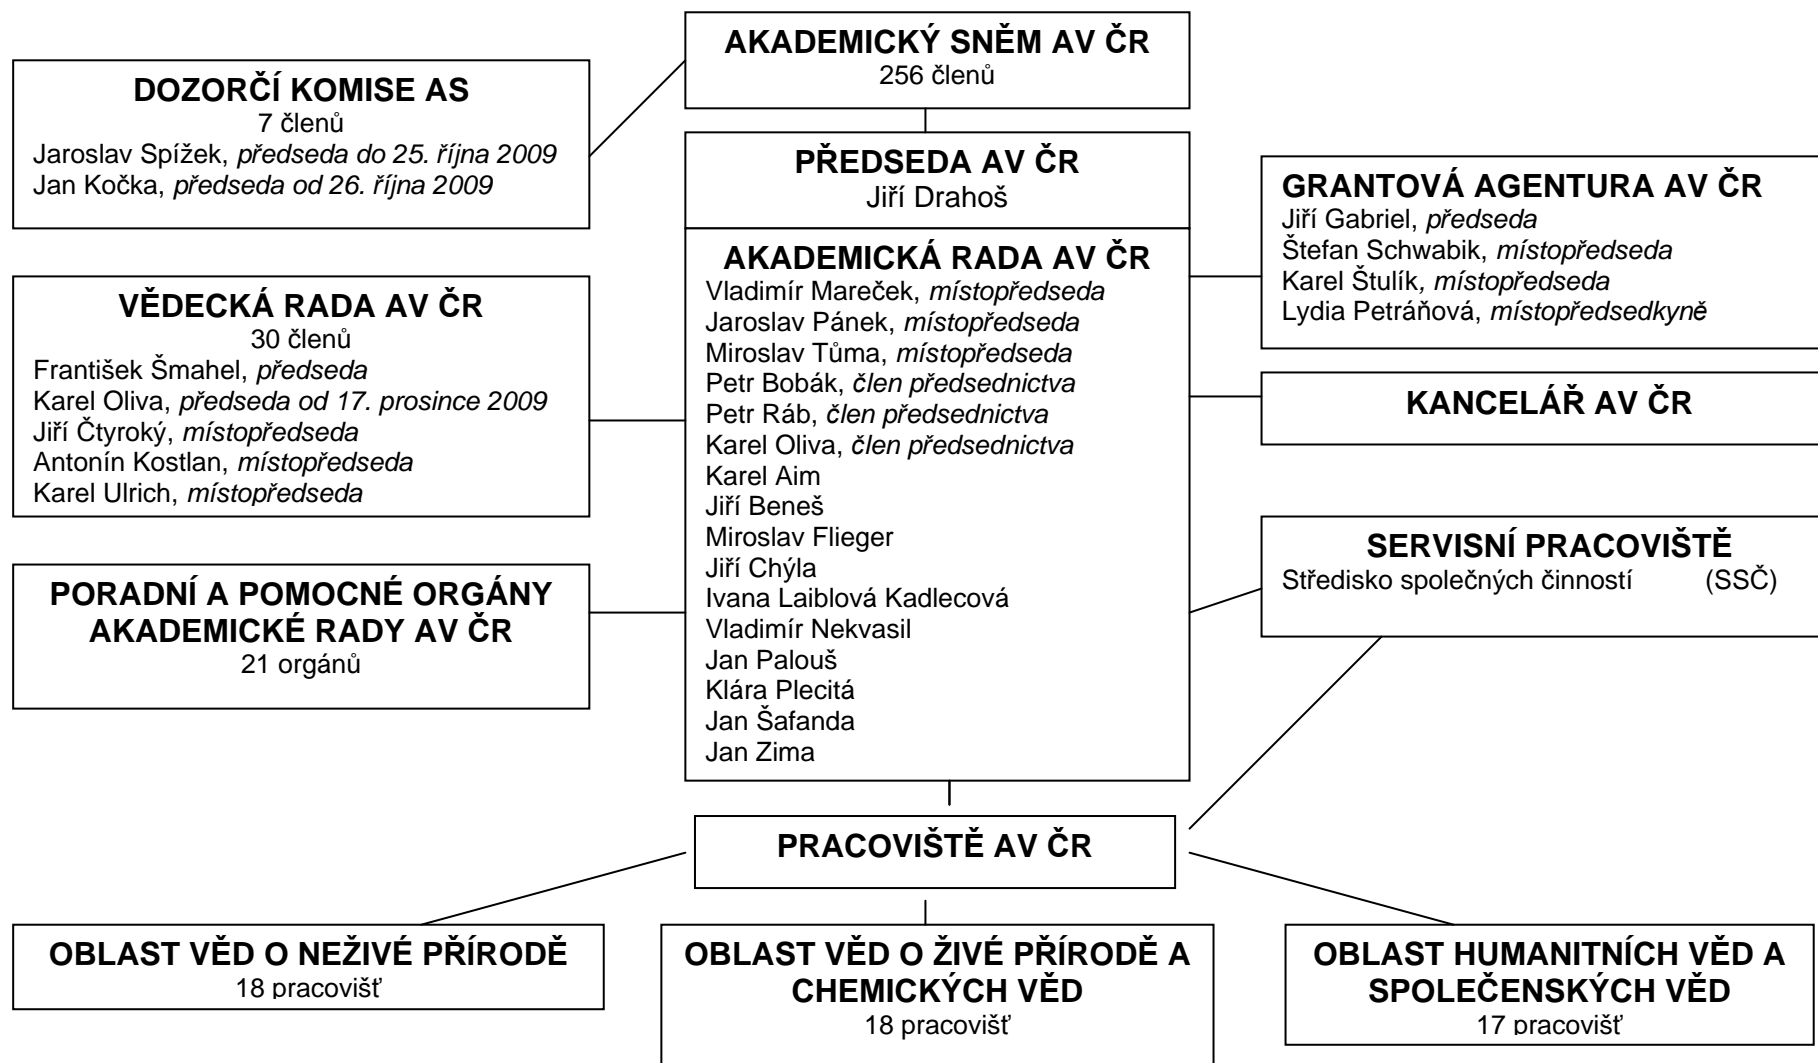 AKADEMICKÝ SNĚM AV ČR
256 členů
DOZORČÍ KOMISE AS
7 členů
Jaroslav Spížek, předseda do 25. října 2009
Jan Kočka, předseda od 26. října 2009
PŘEDSEDA AV ČR
Jiří Drahoš
GRANTOVÁ AGENTURA AV ČR
Jiří Gabriel, předseda
Štefan Schwabik, místopředseda
Karel Štulík, místopředseda
Lydia Petráňová, místopředsedkyně
AKADEMICKÁ RADA AV ČR
Vladimír Mareček, místopředseda
Jaroslav Pánek, místopředseda
Miroslav Tůma, místopředseda
Petr Bobák, člen předsednictva
Petr Ráb, člen předsednictva
Karel Oliva, člen předsednictva
Karel Aim
Jiří Beneš
Miroslav Flieger
Jiří Chýla
Ivana Laiblová Kadlecová
Vladimír Nekvasil
Jan Palouš
Klára Plecitá
Jan Šafanda
Jan Zima
VĚDECKÁ RADA AV ČR
30 členů
František Šmahel, předseda
Karel Oliva, předseda od 17. prosince 2009
Jiří Čtyroký, místopředseda
Antonín Kostlan, místopředseda
Karel Ulrich, místopředseda
KANCELÁŘ AV ČR
SERVISNÍ PRACOVIŠTĚ
Středisko společných činností (SSČ)
PORADNÍ A POMOCNÉ ORGÁNY
AKADEMICKÉ RADY AV ČR
21 orgánů
PRACOVIŠTĚ AV ČR
OBLAST VĚD O NEŽIVÉ PŘÍRODĚ
18 pracovišť
OBLAST VĚD O ŽIVÉ PŘÍRODĚ A
CHEMICKÝCH VĚD
18 pracovišť
OBLAST HUMANITNÍCH VĚD A
SPOLEČENSKÝCH VĚD
17 pracovišť